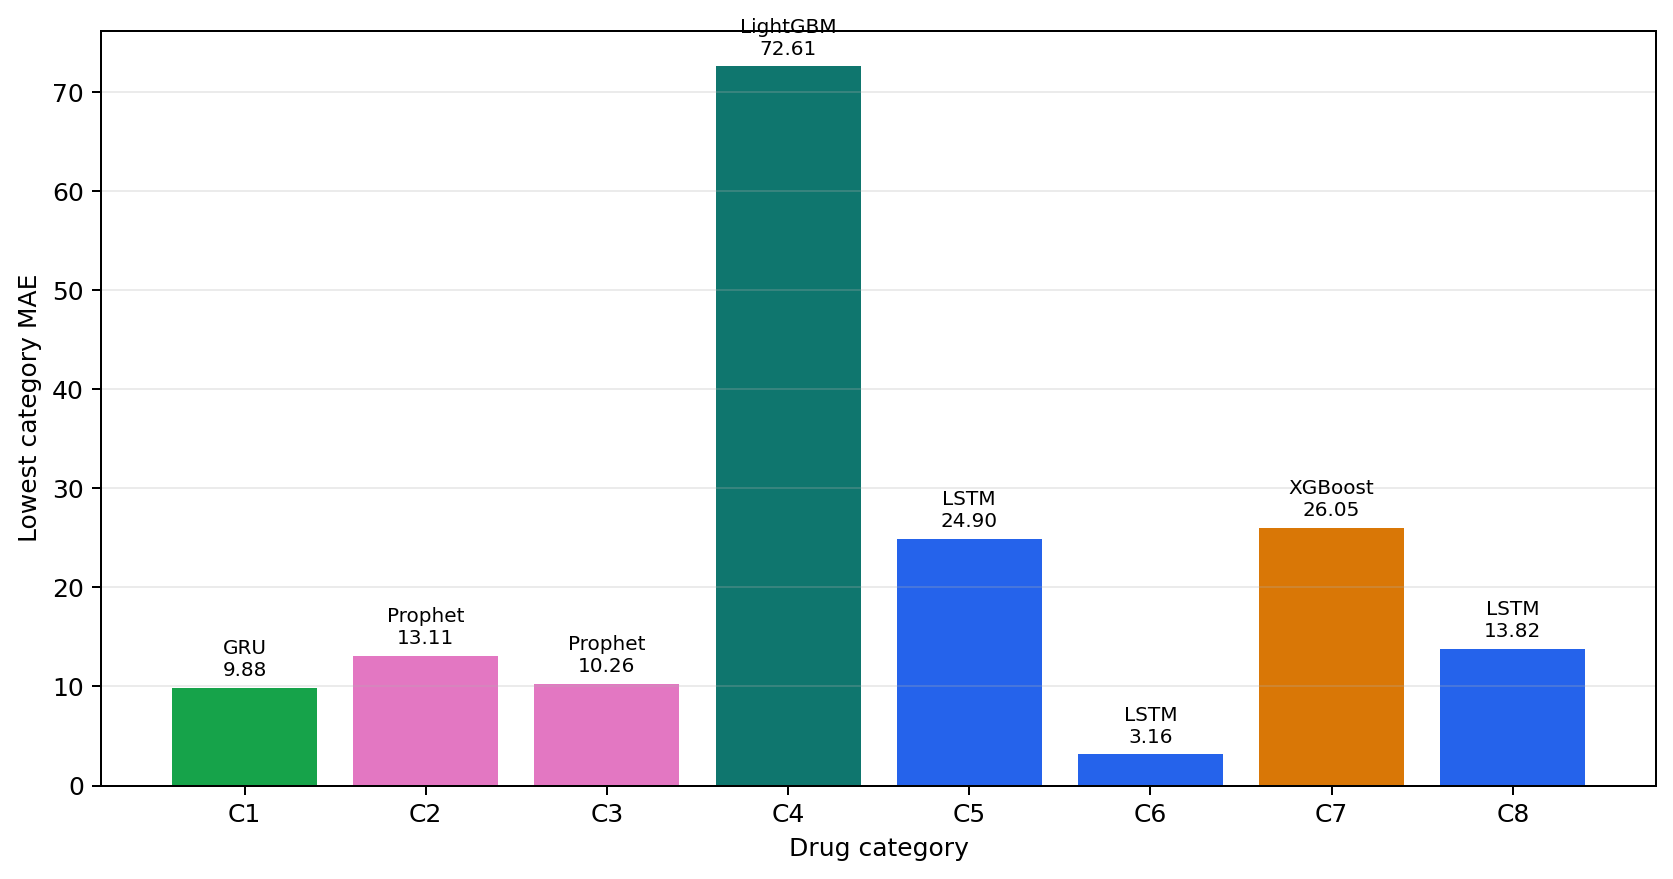 LightGBM
72.61
70
60
50
40
30
20
10
0
Lowest category MAE
GRU
9.88
Prophet
13.11
Prophet
10.26
LSTM
24.90
LSTM
3.16
XGBoost
26.05
LSTM
13.82
C1 C2 C3 C4 C5 C6 C7 C8
Drug category